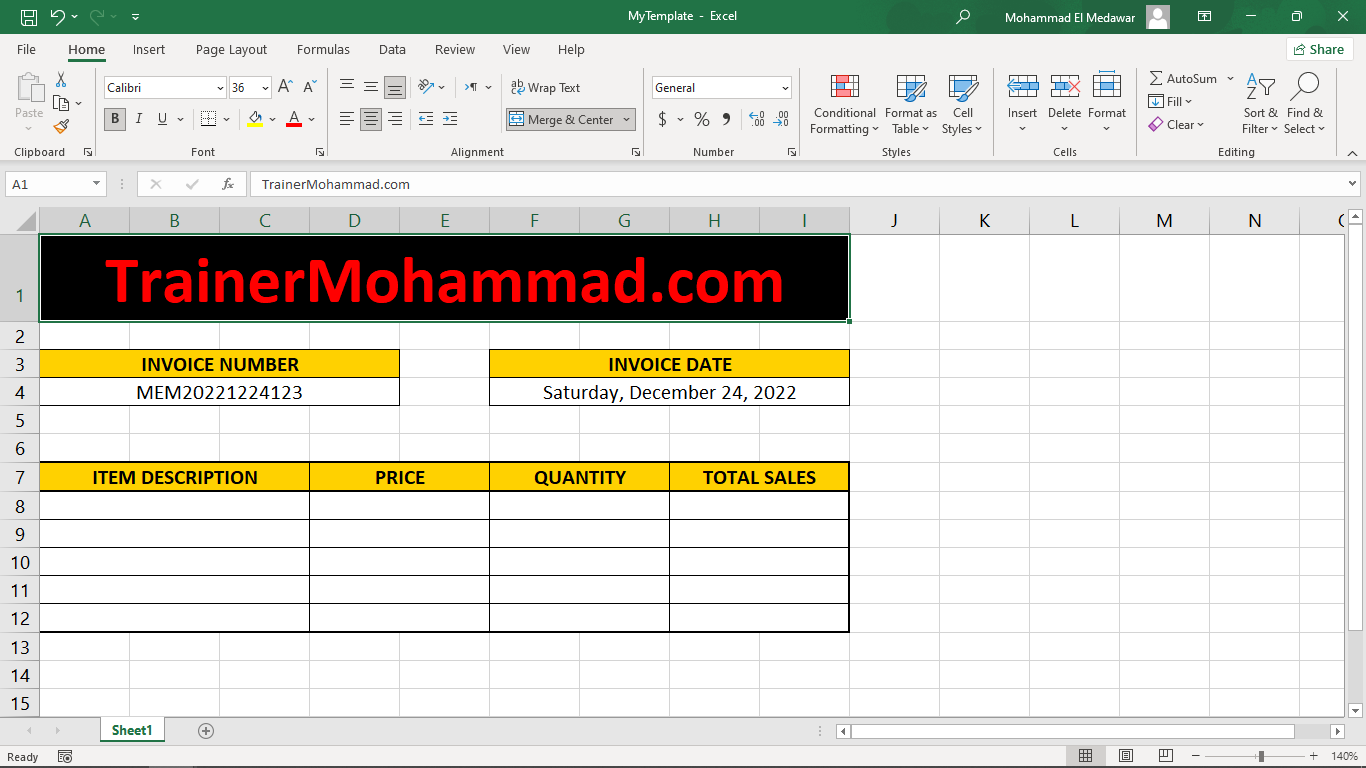 MyTemplate - Excel
Mohammad El Medawar
File Home Insert Page Layout Formulas Data Review View Help
Share
Paste
Calibri 36 A A
B I U A
ab Wrap Text
Merge & Center
General
$ % 9
Conditional Formatting
Format as Table
Cell Styles
Insert Delete Format
AutoSum
Fill
Clear
Sort & Filter
Find & Select
Clipboard Font Alignment Number Styles Cells Editing
A1 fx TrainerMohammad.com
A B C D E F G H I J K L M N
1 TrainerMohammad.com
2
3 INVOICE NUMBER INVOICE DATE
4 MEM20221224123 Saturday, December 24, 2022
5
6
7 ITEM DESCRIPTION PRICE QUANTITY TOTAL SALES
8
9
10
11
12
13
14
15
Sheet1
Ready 140%